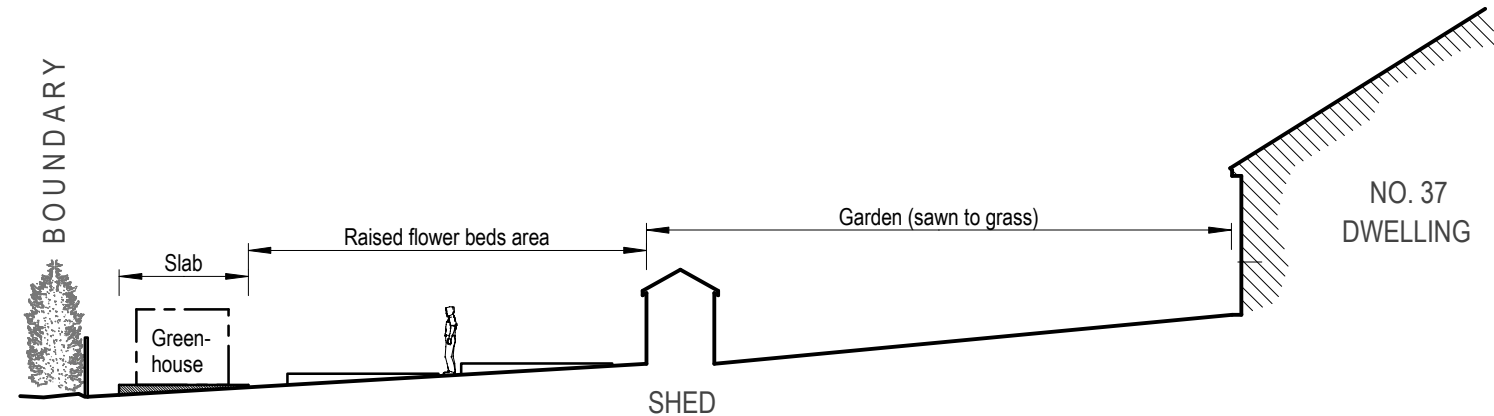 BOUNDARY
Slab
Green-
house
Raised flower beds area
Garden (sawn to grass)
SHED
NO. 37
DWELLING